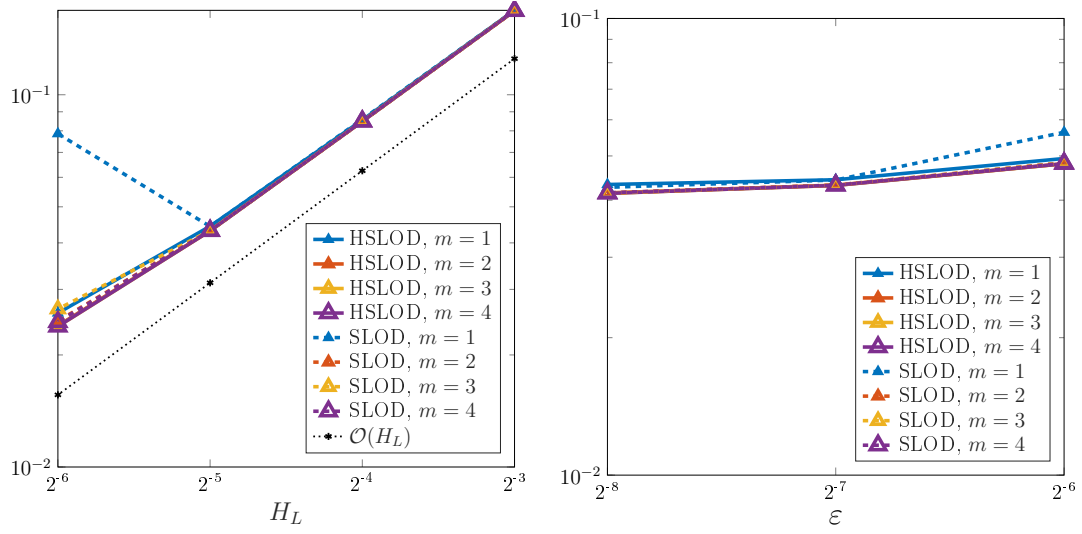 10^-1
10^-2
2^-6
2^-5
2^-4
2^-3
H_L
HSLOD, m = 1
HSLOD, m = 2
HSLOD, m = 3
HSLOD, m = 4
SLOD, m = 1
SLOD, m = 2
SLOD, m = 3
SLOD, m = 4
𝒪(H_L)
10^-1
10^-2
2^-8
2^-7
2^-6
ε
HSLOD, m = 1
HSLOD, m = 2
HSLOD, m = 3
HSLOD, m = 4
SLOD, m = 1
SLOD, m = 2
SLOD, m = 3
SLOD, m = 4